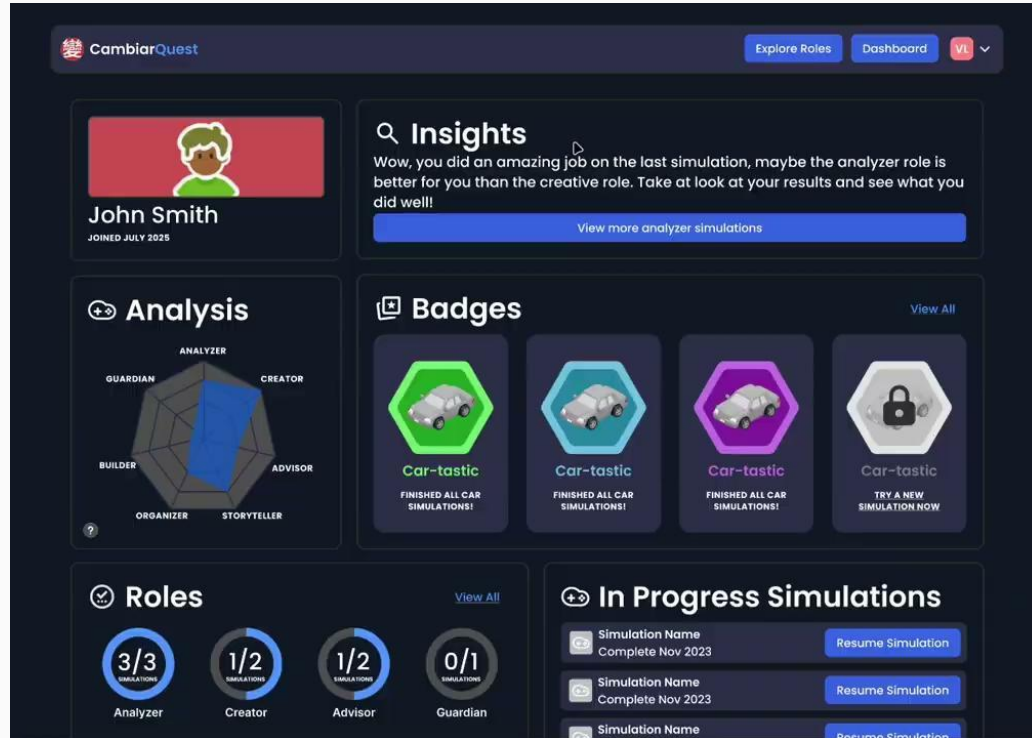 變 CambiarQuest
Explore Roles
Dashboard
VL
John Smith
JOINED JULY 2025
Insights
Wow, you did an amazing job on the last simulation, maybe the analyzer role is
better for you than the creative role. Take at look at your results and see what you
did well!
View more analyzer simulations
Analysis
ANALYZER
GUARDIAN
CREATOR
BUILDER
ADVISOR
ORGANIZER
STORYTELLER
?
Badges
View All
Car-tastic
FINISHED ALL CAR
SIMULATIONS!
Car-tastic
FINISHED ALL CAR
SIMULATIONS!
Car-tastic
FINISHED ALL CAR
SIMULATIONS!
Car-tastic
TRY A NEW
SIMULATION NOW
Roles
View All
3/3
SIMULATIONS
Analyzer
1/2
SIMULATIONS
Creator
1/2
SIMULATIONS
Advisor
0/1
SIMULATIONS
Guardian
In Progress Simulations
Simulation Name
Complete Nov 2023
Resume Simulation
Simulation Name
Complete Nov 2023
Resume Simulation
Simulation Name
Resume Simulation